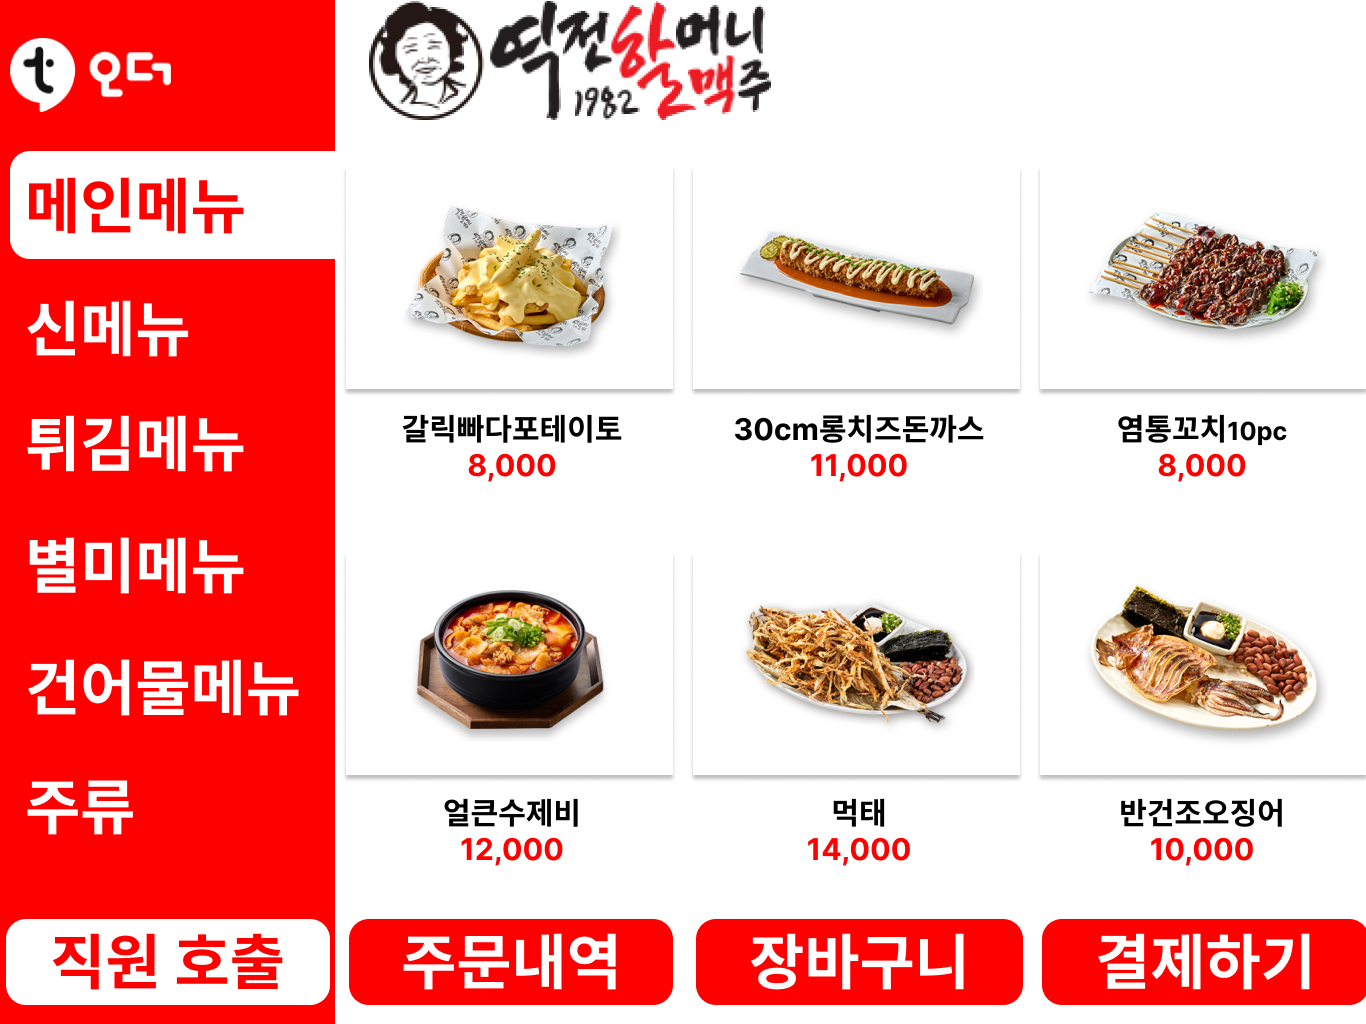 t 오더
역전할머니
1982 맥주
메인메뉴
신메뉴
튀김메뉴
별미메뉴
건어물메뉴
주류
직원 호출
갈릭빠다포테이토
8,000
30cm롱치즈돈까스
11,000
염통꼬치10pc
8,000
얼큰수제비
12,000
먹태
14,000
반건조오징어
10,000
주문내역
장바구니
결제하기